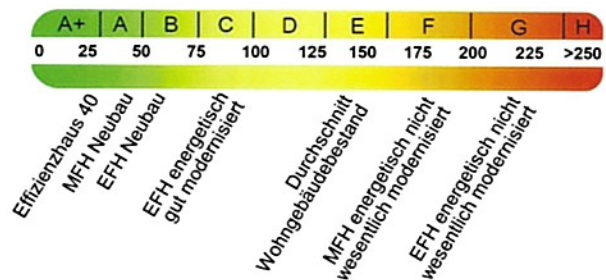 A+ A B C D E F G H
0 25 50 75 100 125 150 175 200 225 >250
Effizienzhaus 40
MFH Neubau
EFH Neubau
EFH energetisch
gut modernisiert
Durchschnitt
Wohngebäudebestand
MFH energetisch nicht
wesentlich modernisiert
EFH energetisch nicht
wesentlich modernisiert